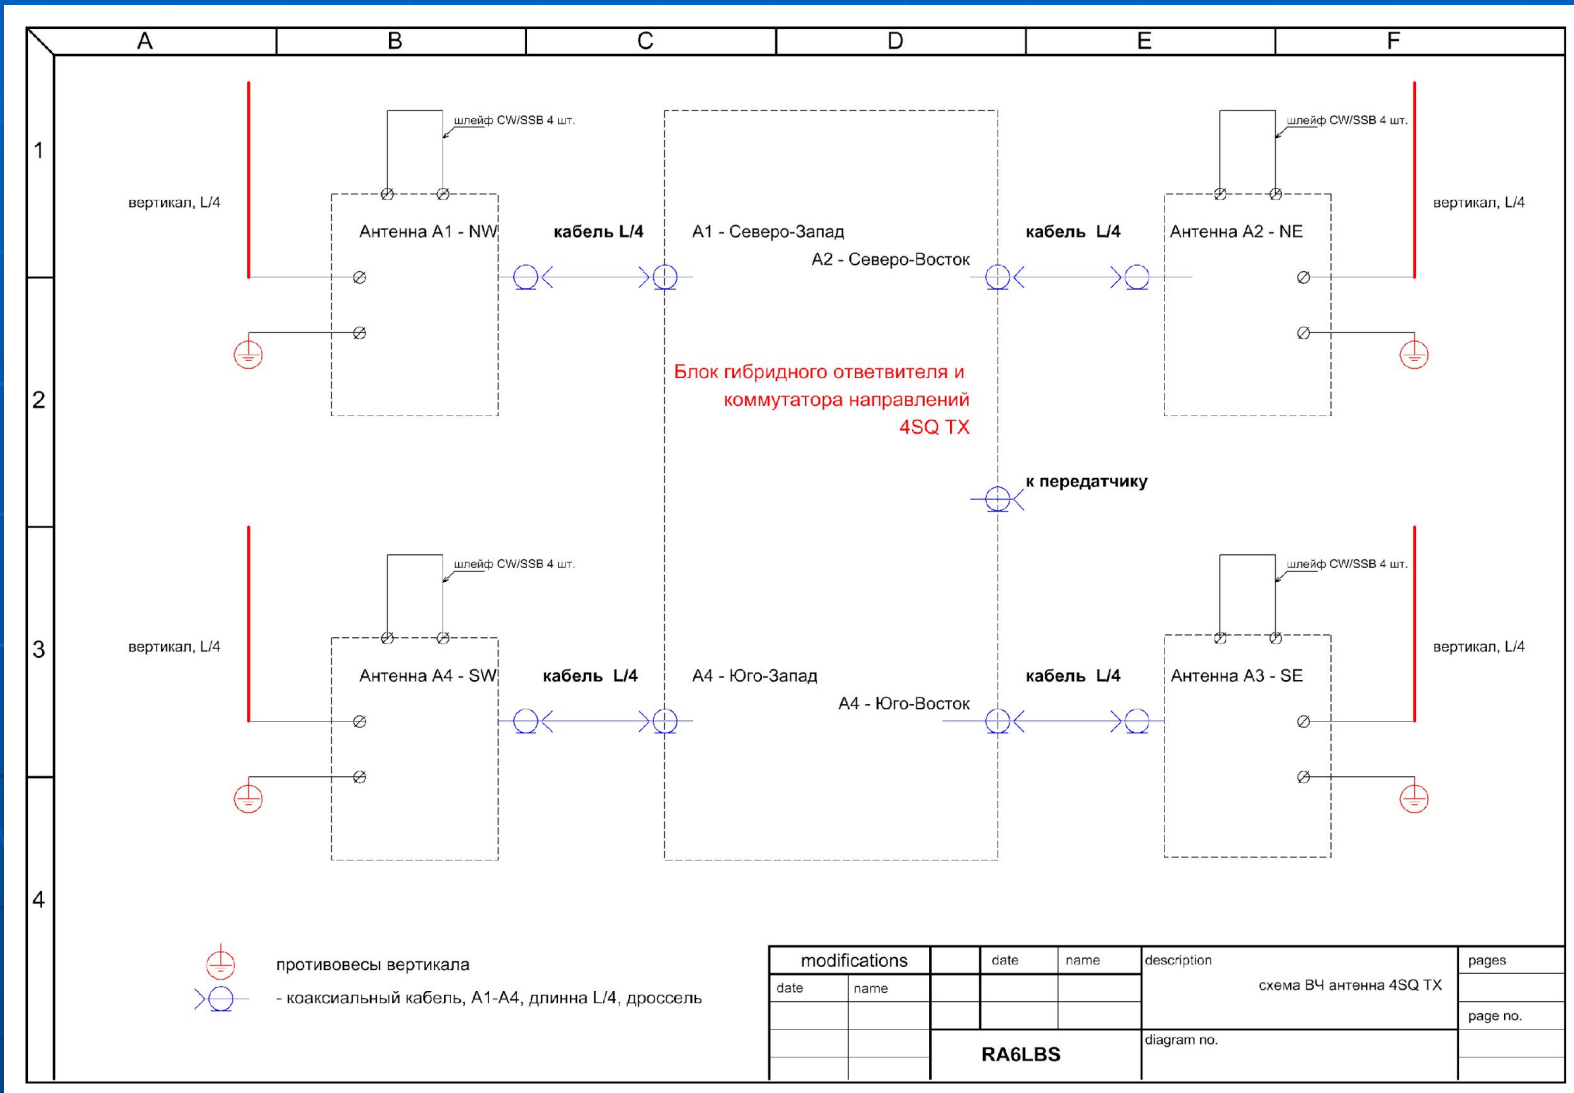 A B C D E F
1
шлейф CW/SSB 4 шт.
шлейф CW/SSB 4 шт.
вертикал, L/4
вертикал, L/4
Антенна A1 - NW
кабель L/4
A1 - Северо-Запад
A2 - Северо-Восток
кабель L/4
Антенна A2 - NE
2
Блок гибридного ответвителя и
коммутатора направлений
4SQ TX
к передатчику
шлейф CW/SSB 4 шт.
шлейф CW/SSB 4 шт.
3
вертикал, L/4
вертикал, L/4
Антенна A4 - SW
кабель L/4
A4 - Юго-Запад
A4 - Юго-Восток
кабель L/4
Антенна A3 - SE
4
противовесы вертикала
- коаксиальный кабель, A1-A4, длинна L/4, дроссель
modifications
date name
date name
description
схема ВЧ антенна 4SQ TX
pages
page no.
RA6LBS
diagram no.